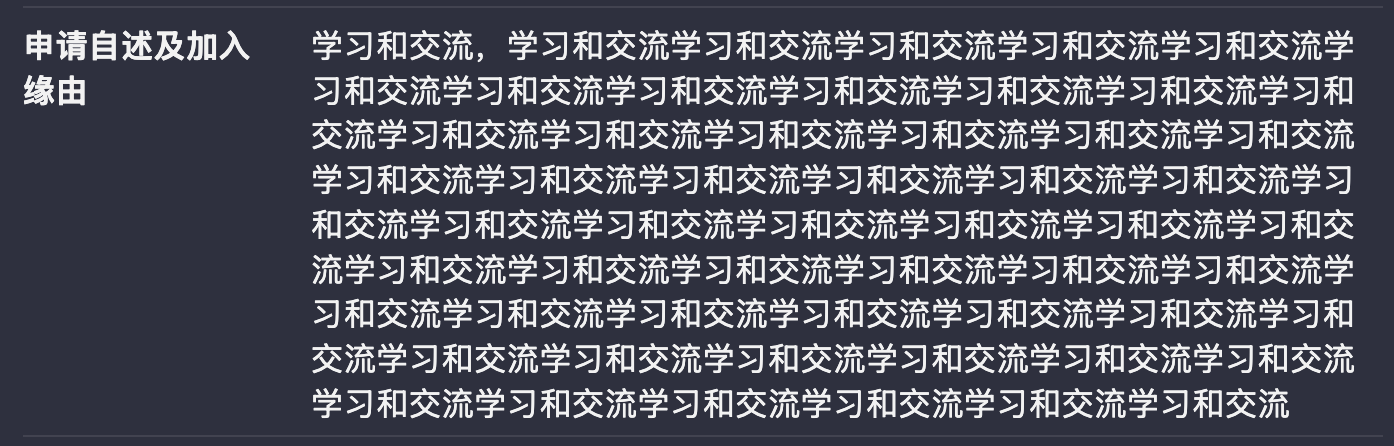 申请自述及加入
缘由
学习和交流，学习和交流学习和交流学习和交流学习和交流学习和交流学
习和交流学习和交流学习和交流学习和交流学习和交流学习和交流学习和
交流学习和交流学习和交流学习和交流学习和交流学习和交流学习和交流
学习和交流学习和交流学习和交流学习和交流学习和交流学习和交流学习
和交流学习和交流学习和交流学习和交流学习和交流学习和交流学习和交
流学习和交流学习和交流学习和交流学习和交流学习和交流学习和交流学
习和交流学习和交流学习和交流学习和交流学习和交流学习和交流学习和
交流学习和交流学习和交流学习和交流学习和交流学习和交流学习和交流
学习和交流学习和交流学习和交流学习和交流学习和交流学习和交流